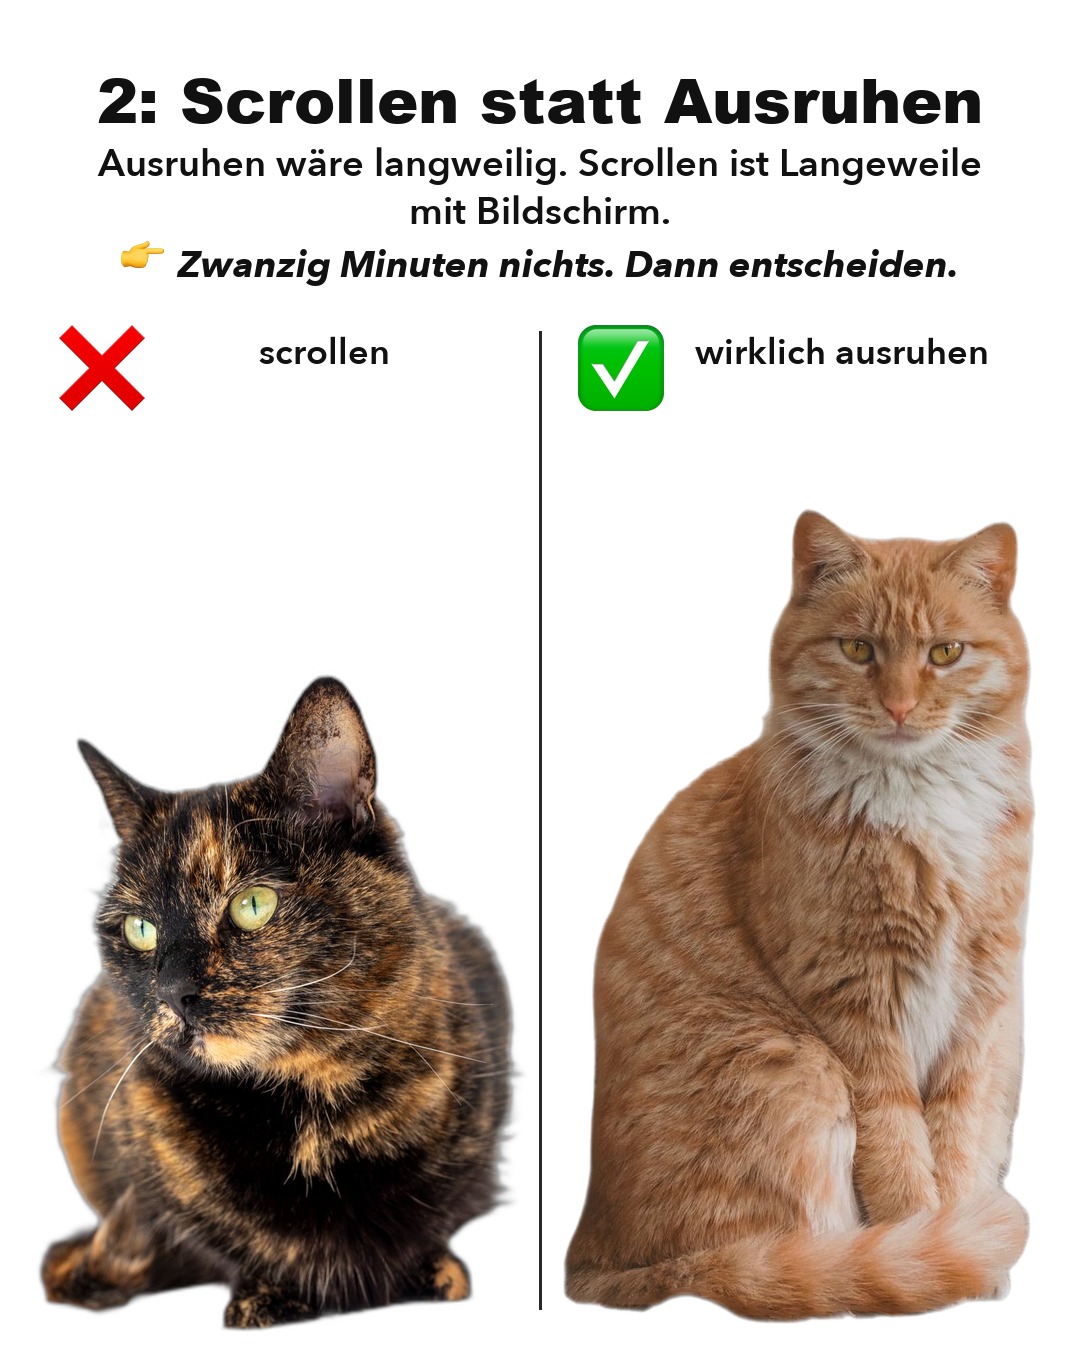 2: Scrollen statt Ausruhen
Ausruhen wäre langweilig. Scrollen ist Langeweile
mit Bildschirm.
👉 Zwanzig Minuten nichts. Dann entscheiden.
❌ scrollen
✅ wirklich ausruhen